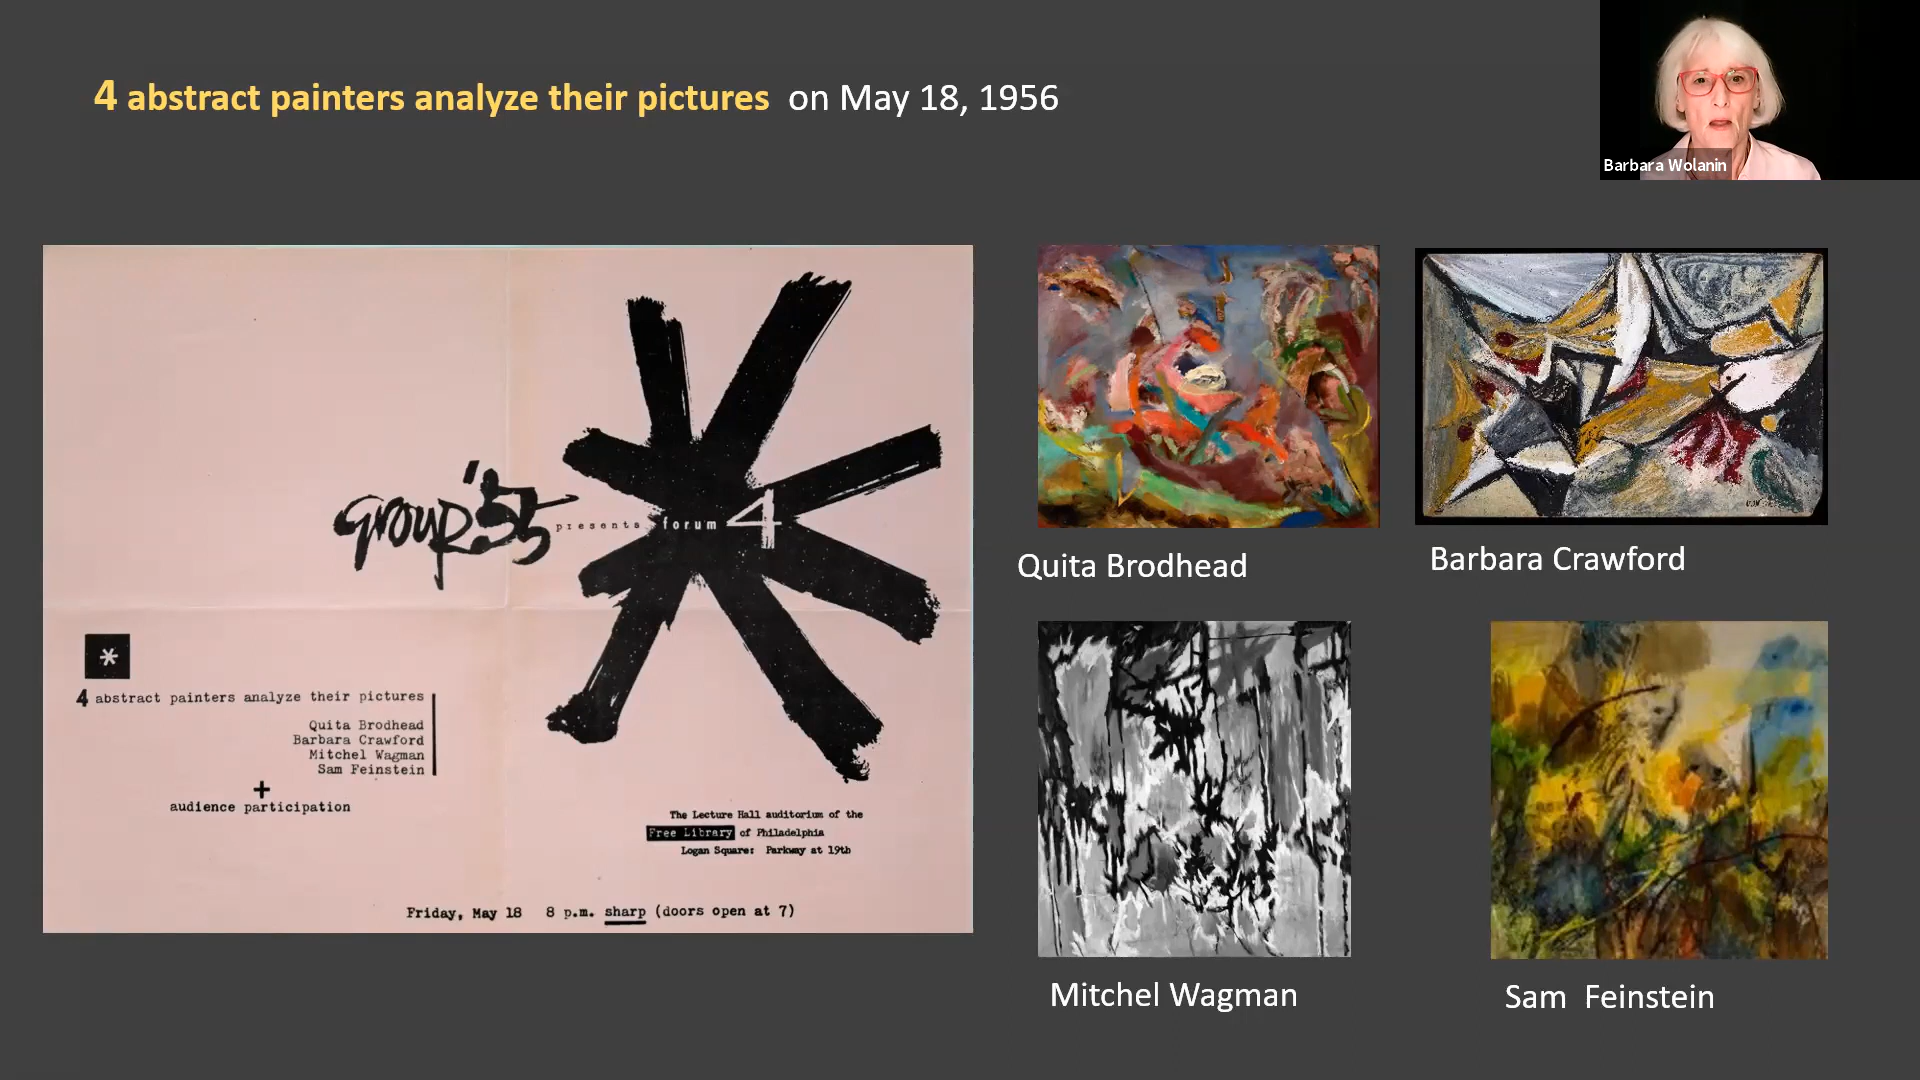 4 abstract painters analyze their pictures on May 18, 1956
Barbara Wolanin
group '55 presents forum 4
*
4 abstract painters analyze their pictures
Quita Brodhead
Barbara Crawford
Mitchel Wagman
Sam Feinstein
+
audience participation
The Lecture Hall auditorium of the
Free Library of Philadelphia
Logan Square: Parkway at 19th
Friday, May 18 8 p.m. sharp (doors open at 7)
Quita Brodhead
Barbara Crawford
Mitchel Wagman
Sam Feinstein